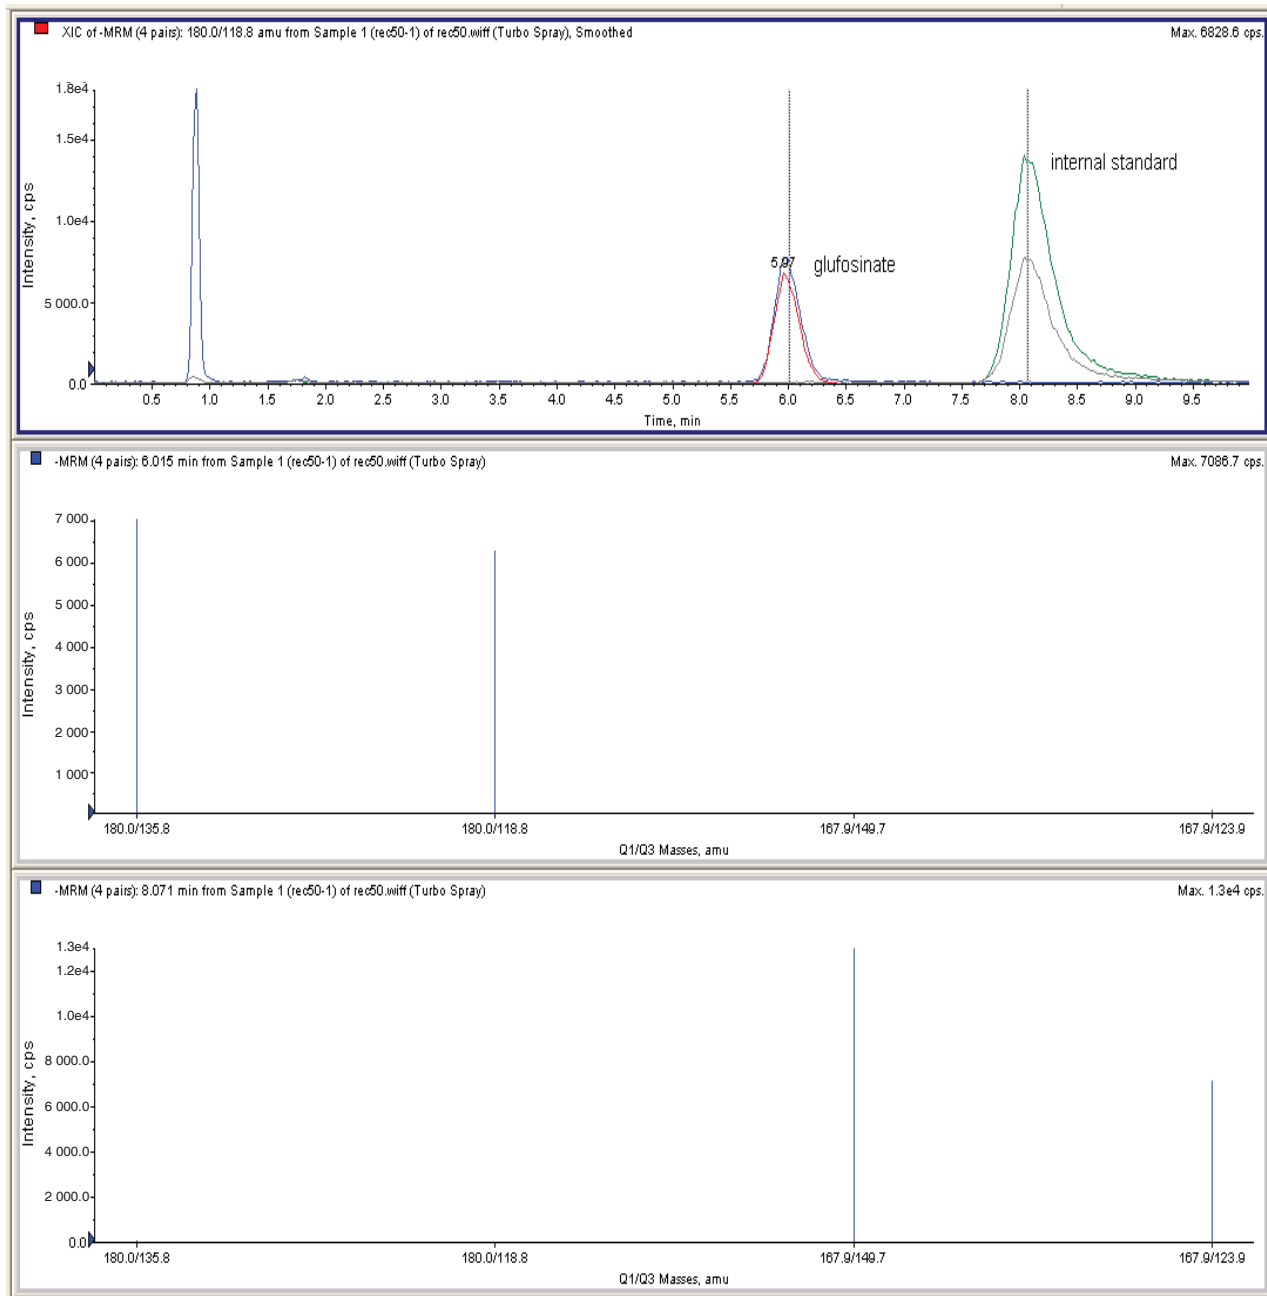 XIC of -MRM (4 pairs): 180.0/118.8 amu from Sample 1 (rec50-1) of rec50.wiff (Turbo Spray), Smoothed Max. 6828.6 cps.
1.8e4
1.5e4
1.0e4
5 000.0
0.0
Intensity, cps
internal standard
5.97
glufosinate
0.5 1.0 1.5 2.0 2.5 3.0 3.5 4.0 4.5 5.0 5.5 6.0 6.5 7.0 7.5 8.0 8.5 9.0 9.5
Time, min
-MRM (4 pairs): 6.015 min from Sample 1 (rec50-1) of rec50.wiff (Turbo Spray) Max. 7086.7 cps.
7 000
6 000
5 000
4 000
3 000
2 000
1 000
Intensity, cps
180.0/135.8 180.0/118.8 167.9/149.7 167.9/123.9
Q1/Q3 Masses, amu
-MRM (4 pairs): 8.071 min from Sample 1 (rec50-1) of rec50.wiff (Turbo Spray) Max. 1.3e4 cps.
1.3e4
1.2e4
1.0e4
8 000.0
6 000.0
4 000.0
2 000.0
0.0
Intensity, cps
180.0/135.8 180.0/118.8 167.9/149.7 167.9/123.9
Q1/Q3 Masses, amu